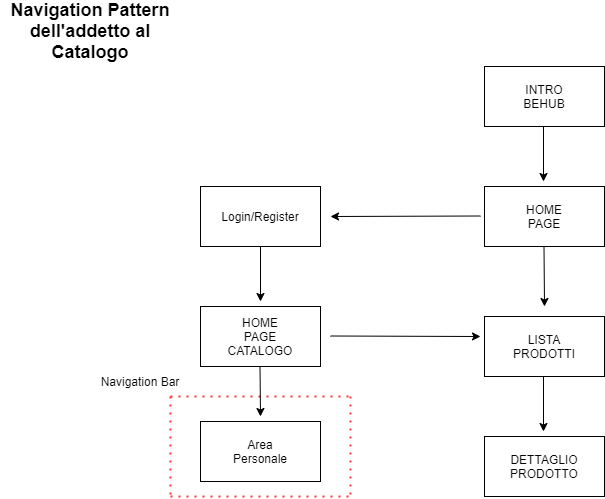 Navigation Pattern
dell'addetto al
Catalogo
INTRO
BEHUB
Login/Register
HOME
PAGE
HOME
PAGE
CATALOGO
LISTA
PRODOTTI
Navigation Bar
Area
Personale
DETTAGLIO
PRODOTTO